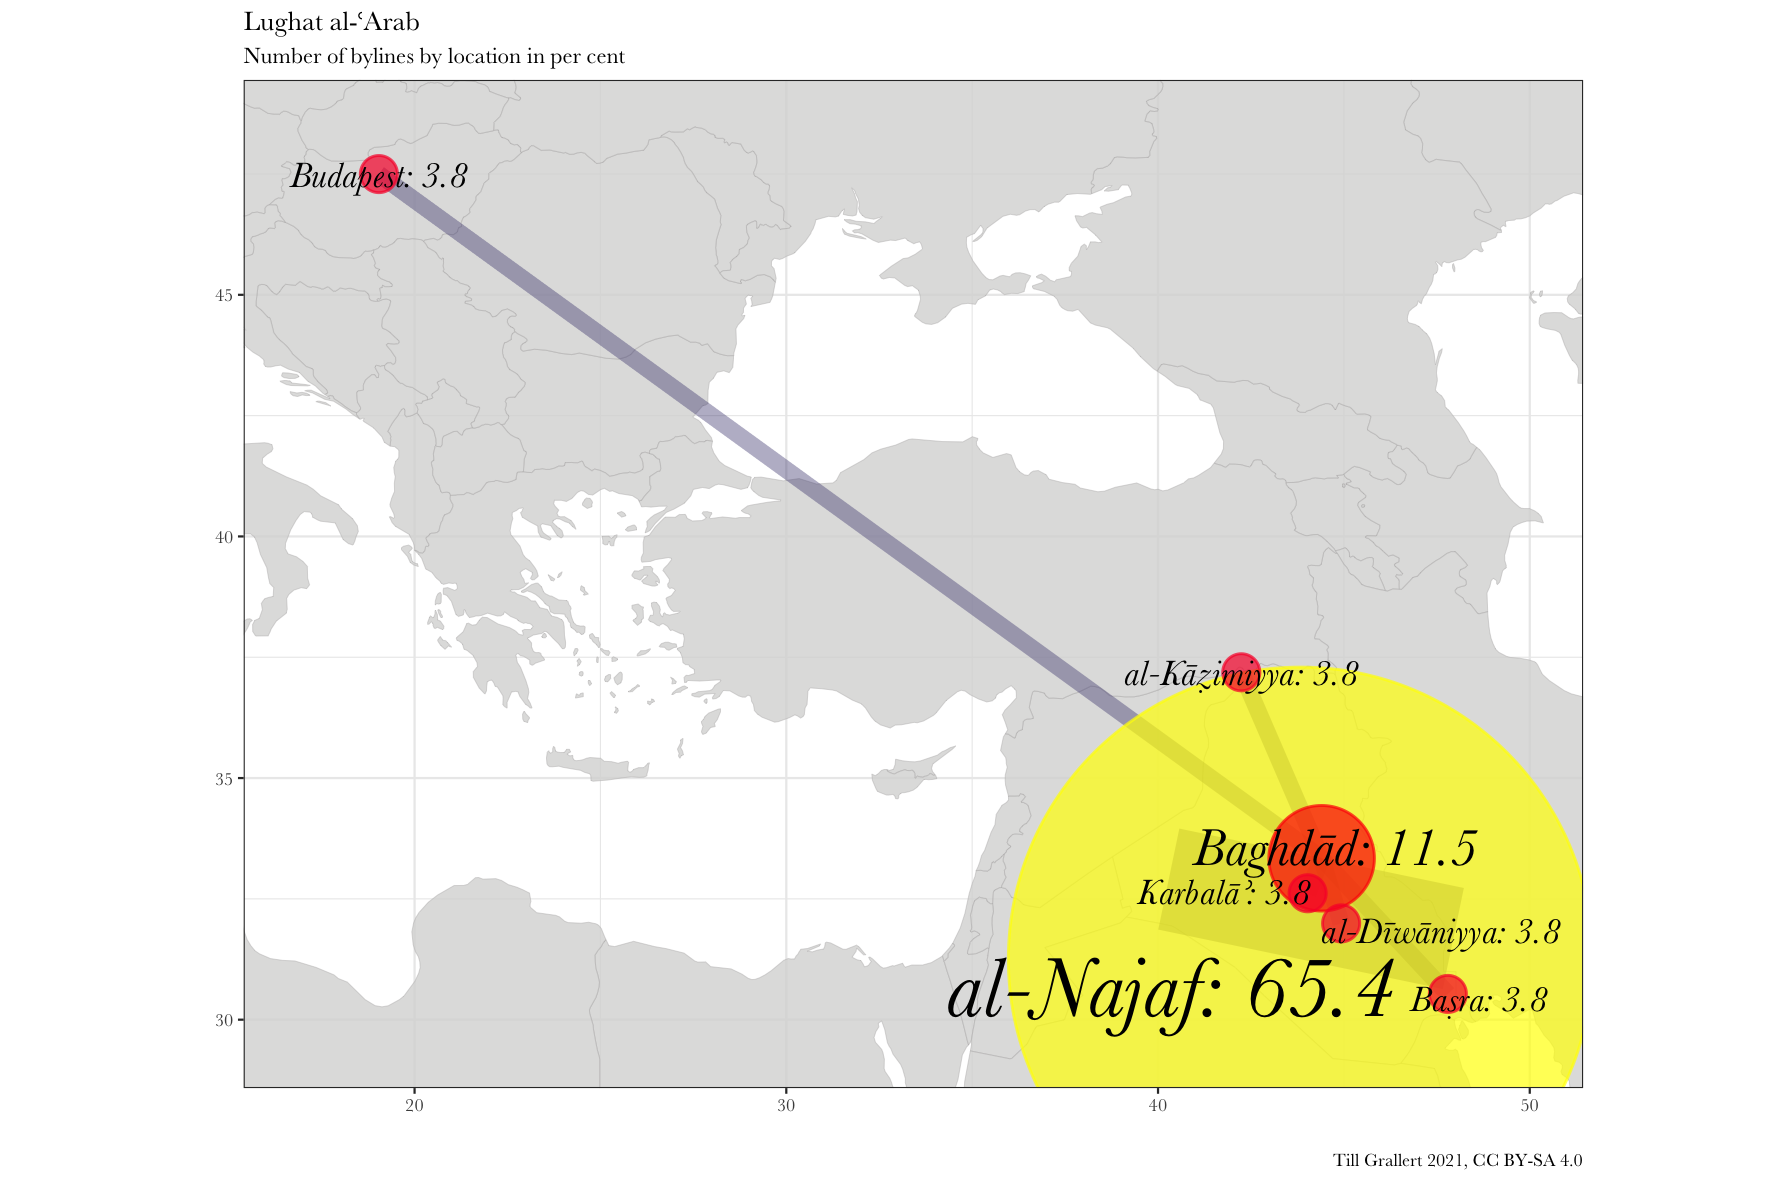 Lughat al-ʿArab
Number of bylines by location in per cent
Budapest: 3.8
45
40
al-Kāẓimiyya: 3.8
35
Baghdād: 11.5
Karbalāʾ: 3.8
al-Dīwāniyya: 3.8
al-Najaf: 65.4
Baṣra: 3.8
30
20
30
40
50
Till Grallert 2021, CC BY-SA 4.0